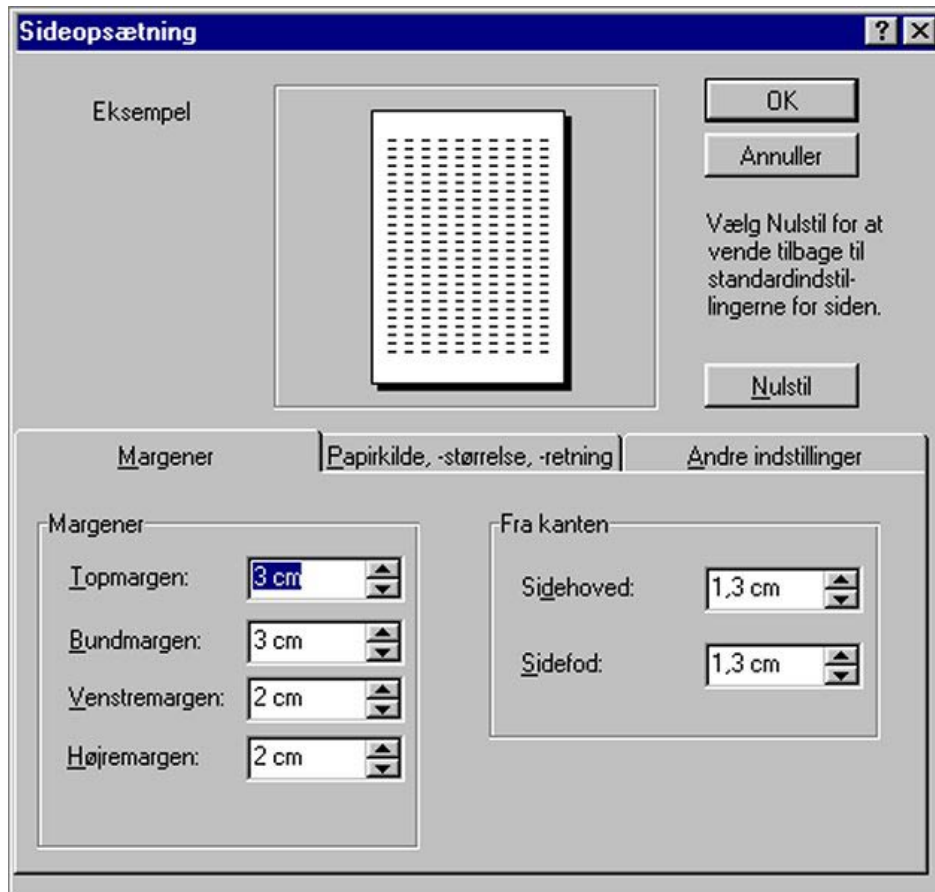 Sideopsætning
Eksempel
OK
Annuller
Vælg Nulstil for at
vende tilbage til
standardindstil-
lingerne for siden.
Nulstil
Margener
Papirkilde, -størrelse, -retning
Andre indstillinger
Margener
Topmargen: 3 cm
Bundmargen: 3 cm
Venstremargen: 2 cm
Højremargen: 2 cm
Fra kanten
Sidehoved: 1,3 cm
Sidefod: 1,3 cm